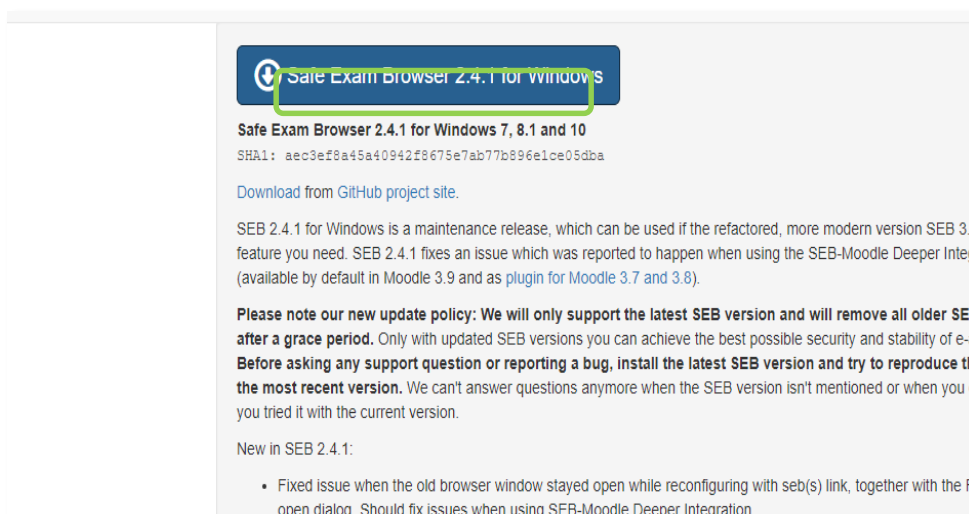 Safe Exam Browser 2.4.1 for Windows
Safe Exam Browser 2.4.1 for Windows 7, 8.1 and 10
SHA1: aec3ef8a45a40942f8675e7ab77b896e1ce05dba
Download from GitHub project site.
SEB 2.4.1 for Windows is a maintenance release, which can be used if the refactored, more modern version SEB 3.
feature you need. SEB 2.4.1 fixes an issue which was reported to happen when using the SEB-Moodle Deeper Inte
(available by default in Moodle 3.9 and as plugin for Moodle 3.7 and 3.8).
Please note our new update policy: We will only support the latest SEB version and will remove all older SE
after a grace period. Only with updated SEB versions you can achieve the best possible security and stability of e-
Before asking any support question or reporting a bug, install the latest SEB version and try to reproduce t
the most recent version. We can't answer questions anymore when the SEB version isn't mentioned or when you
you tried it with the current version.
New in SEB 2.4.1:
• Fixed issue when the old browser window stayed open while reconfiguring with seb(s) link, together with the
open dialog. Should fix issues when using SEB-Moodle Deeper Integration